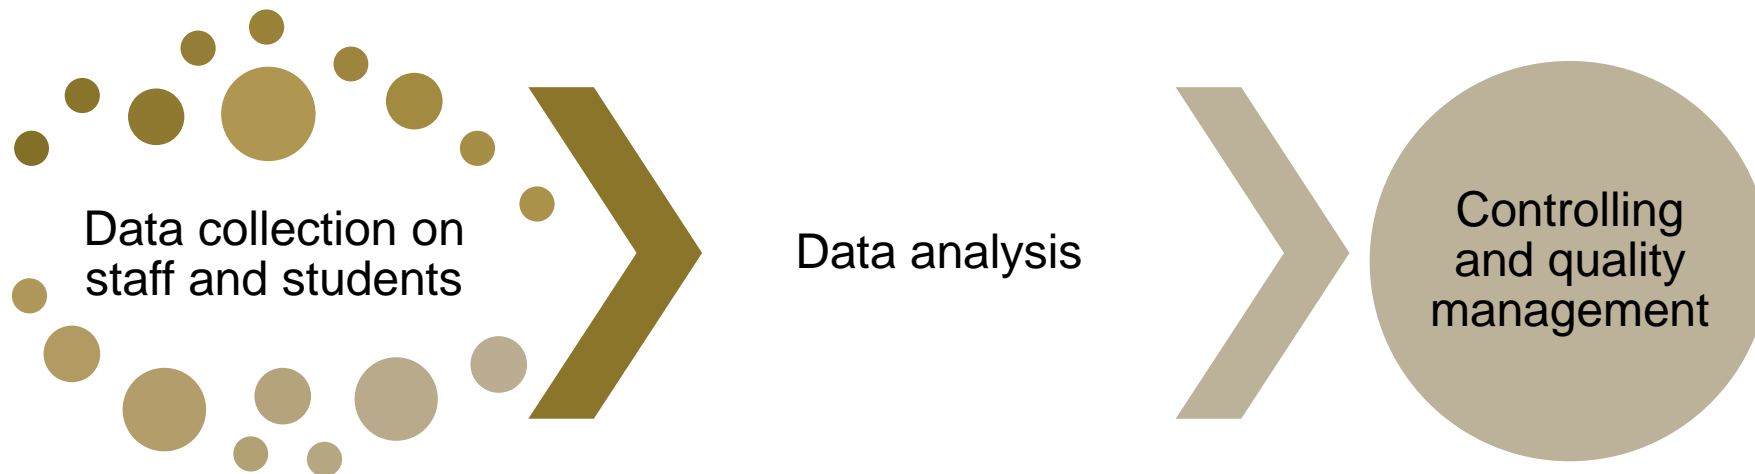 Data collection on
staff and students
Data analysis
Controlling
and quality
management